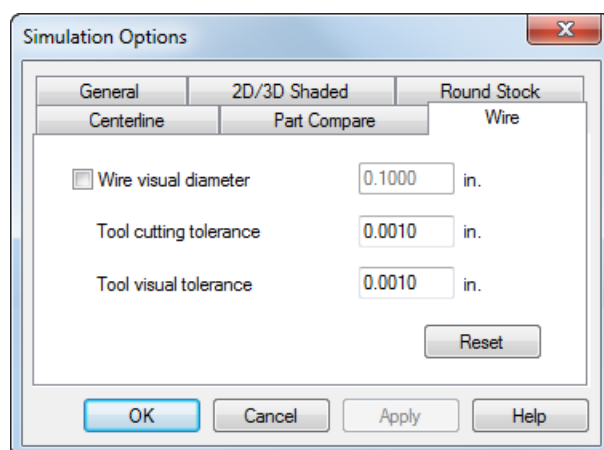 Simulation Options
General 2D/3D Shaded Round Stock
Centerline Part Compare Wire
Wire visual diameter 0.1000 in.
Tool cutting tolerance 0.0010 in.
Tool visual tolerance 0.0010 in.
Reset
OK Cancel Apply Help